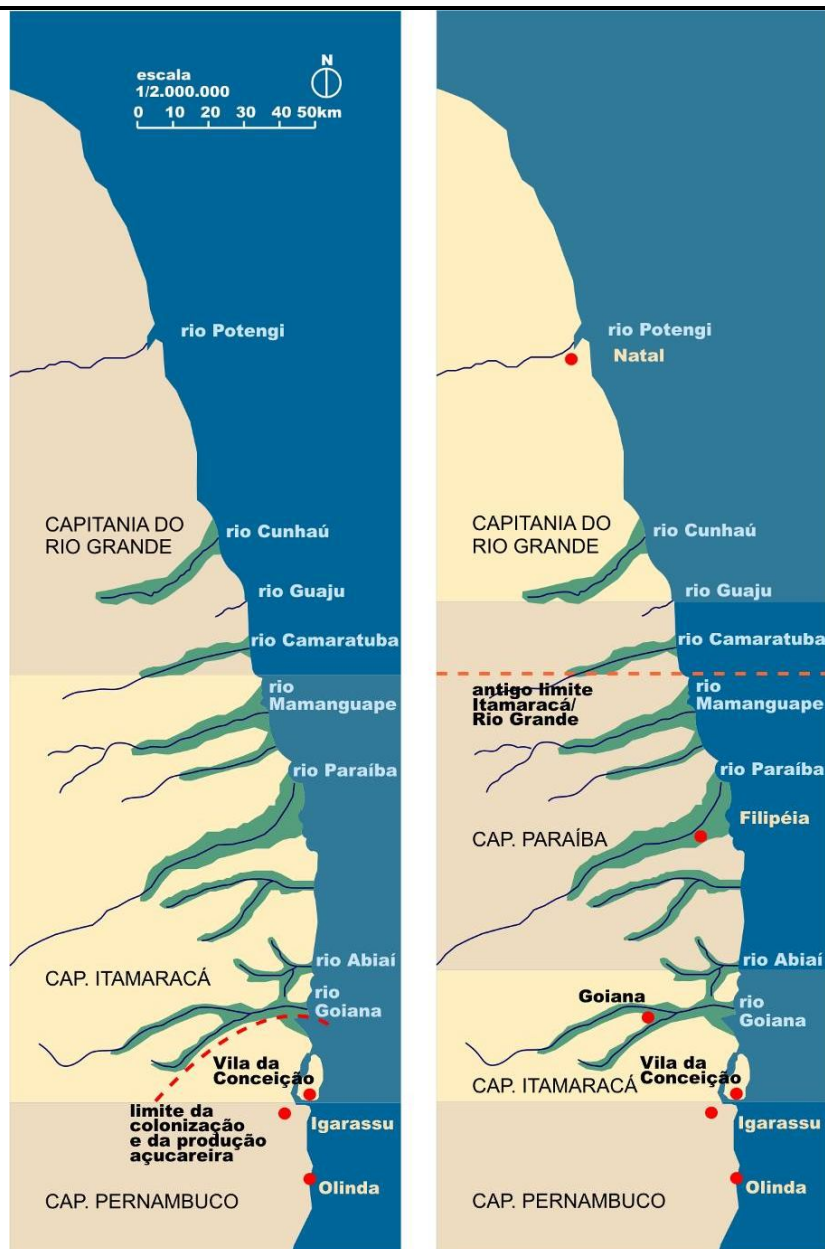 escala
1/2.000.000
N
0 10 20 30 40 50km
rio Potengi
CAPITANIA DO
RIO GRANDE
rio Cunhaú
rio Guaju
rio Camaratuba
rio
Mamanguape
rio Paraíba
CAP. ITAMARACÁ
rio Abiaí
rio
Goiana
Vila da
Conceição
limite da
colonização
e da produção
açucareira
Igarassu
Olinda
CAP. PERNAMBUCO
rio Potengi
Natal
CAPITANIA DO
RIO GRANDE
rio Cunhaú
rio Guaju
rio Camaratuba
antigo limite
Itamaracá/
Rio Grande
rio
Mamanguape
rio Paraíba
Filipéia
CAP. PARAÍBA
rio Abiaí
Goiana
rio
Goiana
Vila da
Conceição
CAP. ITAMARACÁ
Igarassu
Olinda
CAP. PERNAMBUCO